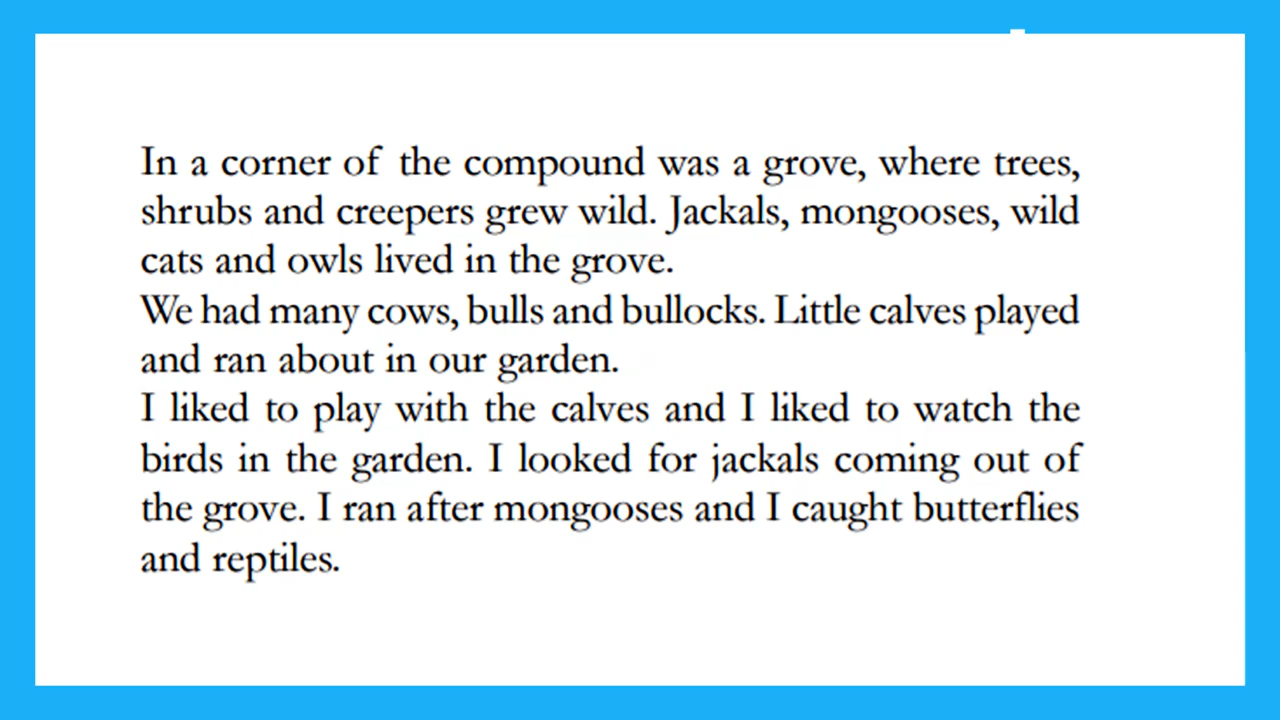 In a corner of the compound was a grove, where trees,
shrubs and creepers grew wild. Jackals, mongooses, wild
cats and owls lived in the grove.
We had many cows, bulls and bullocks. Little calves played
and ran about in our garden.
I liked to play with the calves and I liked to watch the
birds in the garden. I looked for jackals coming out of
the grove. I ran after mongooses and I caught butterflies
and reptiles.